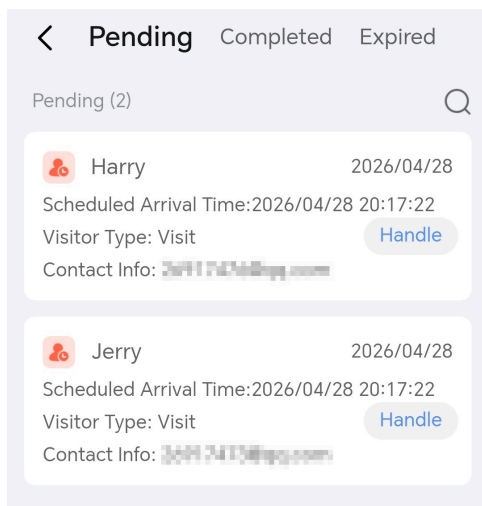 Pending Completed Expired
Pending (2)
Harry 2026/04/28
Scheduled Arrival Time:2026/04/28 20:17:22
Visitor Type: Visit Handle
Contact Info:
Jerry 2026/04/28
Scheduled Arrival Time:2026/04/28 20:17:22
Visitor Type: Visit Handle
Contact Info: